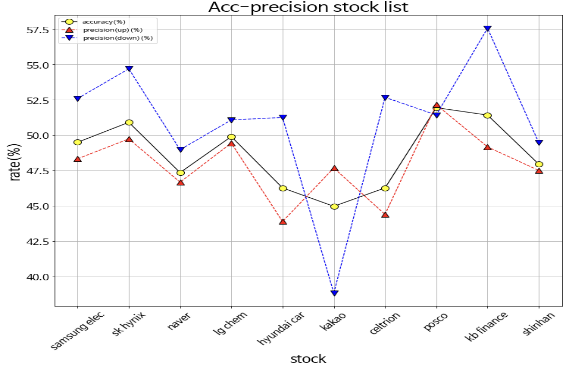 Acc-precision stock list
accuracy(%)
precision(up)(%)
precision(down)(%)
57.5
55.0
52.5
50.0
47.5
45.0
42.5
40.0
rate(%)
samsung elec
sk hynix
naver
lg chem
hyundai car
kakao
celltrion
posco
kb finance
shinhan
stock